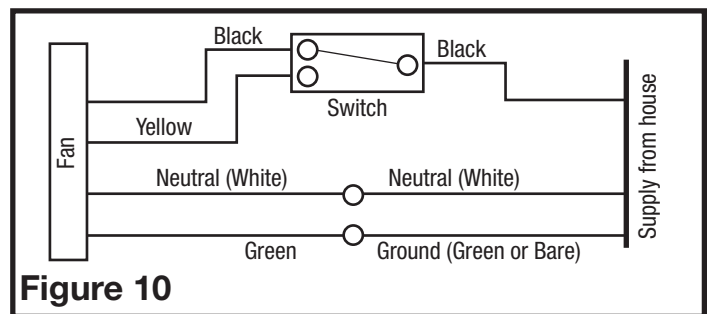 Black
Black
Switch
Yellow
Fan
Supply from house
Neutral (White)
Neutral (White)
Green
Ground (Green or Bare)
Figure 10